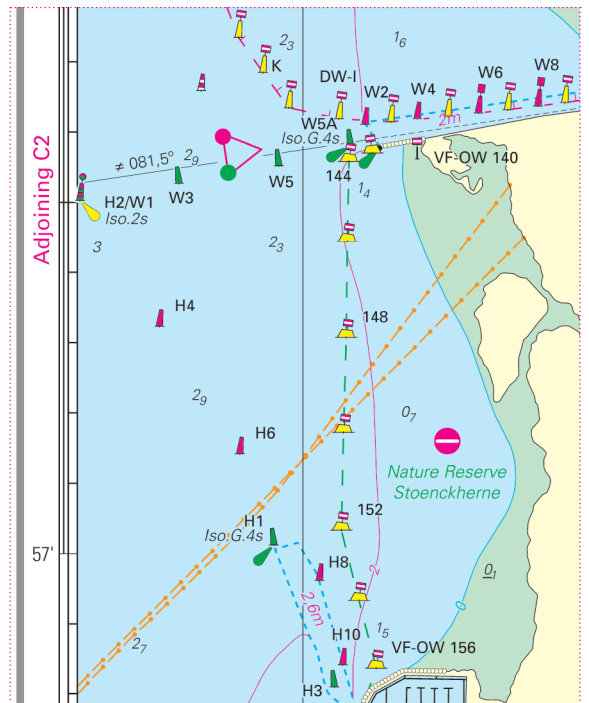 2₃
1₆
K
DW-I
W2
W4
W6
W8
2m
W5A
Iso.G.4s
VF-OW 140
≠ 081,5°
2₉
W5
144
1₄
W3
H2/W1
Iso.2s
Adjoining C2
3
2₃
H4
148
2₉
0₇
H6
Nature Reserve
Stoenckherne
H1
Iso.G.4s
152
57'
H8
2
0₁
2,6m
0
2₇
H10
1₅
VF-OW 156
H3